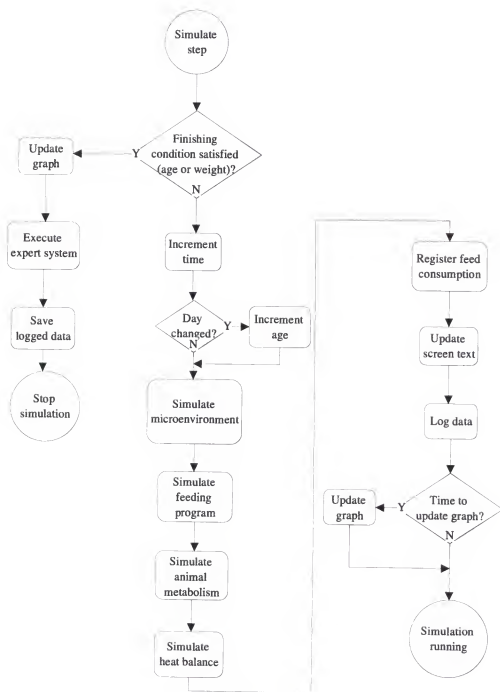 Simulate
step
Finishing
condition satisfied
(age or weight)?
Y
N
Update
graph
Execute
expert system
Save
logged data
Stop
simulation
Increment
time
Day
changed?
Y
N
Increment
age
Simulate
microenvironment
Simulate
feeding
program
Simulate
animal
metabolism
Simulate
heat balance
Register feed
consumption
Update
screen text
Log data
Time to
update graph?
Y
N
Update
graph
Simulation
running